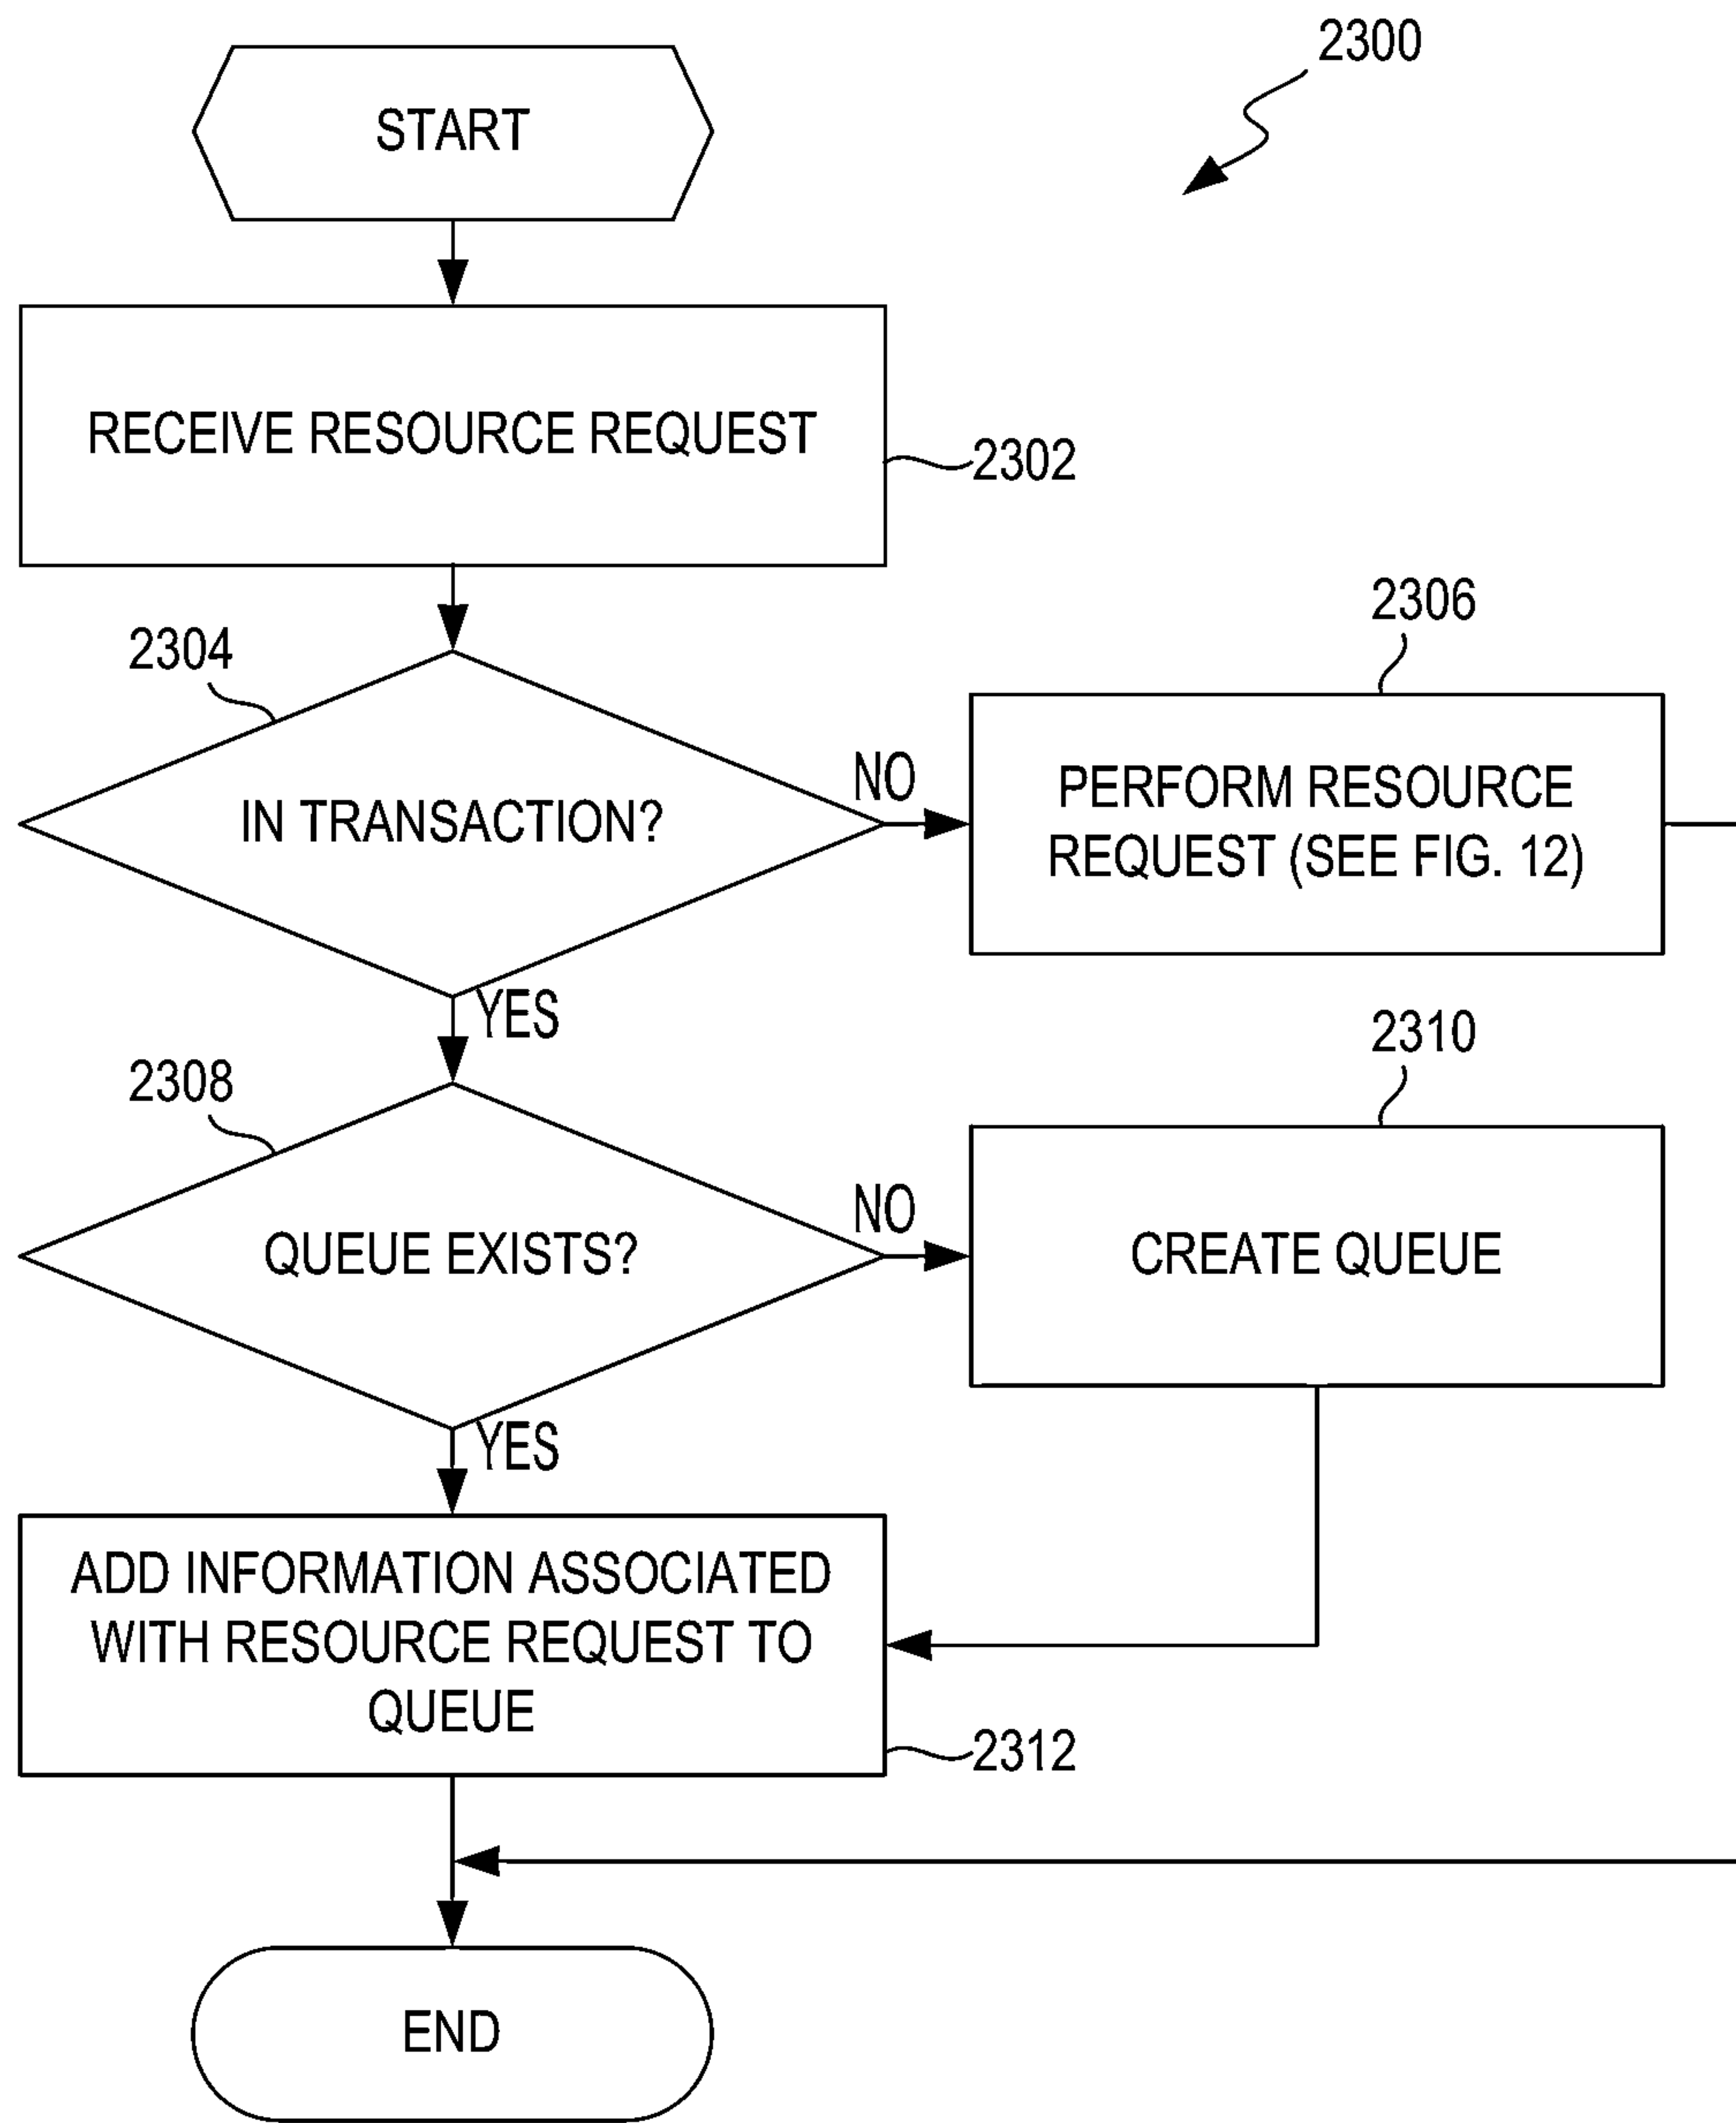 2300
START
RECEIVE RESOURCE REQUEST
2302
2304
IN TRANSACTION?
NO
2306
PERFORM RESOURCE
REQUEST (SEE FIG. 12)
YES
2308
QUEUE EXISTS?
NO
2310
CREATE QUEUE
YES
ADD INFORMATION ASSOCIATED
WITH RESOURCE REQUEST TO
QUEUE
2312
END